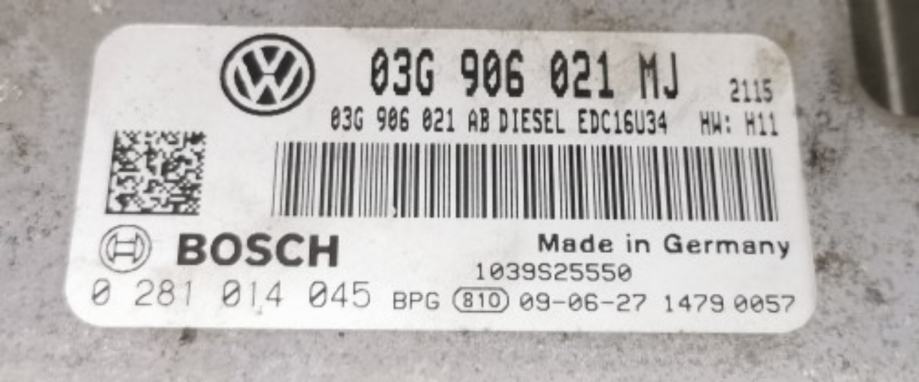 03G 906 021 MJ 2115
03G 906 021 AB DIESEL EDC16U34 HW: H11
BOSCH Made in Germany
1039S25550
0 281 014 045 BPG 810 09-06-27 1479 0057